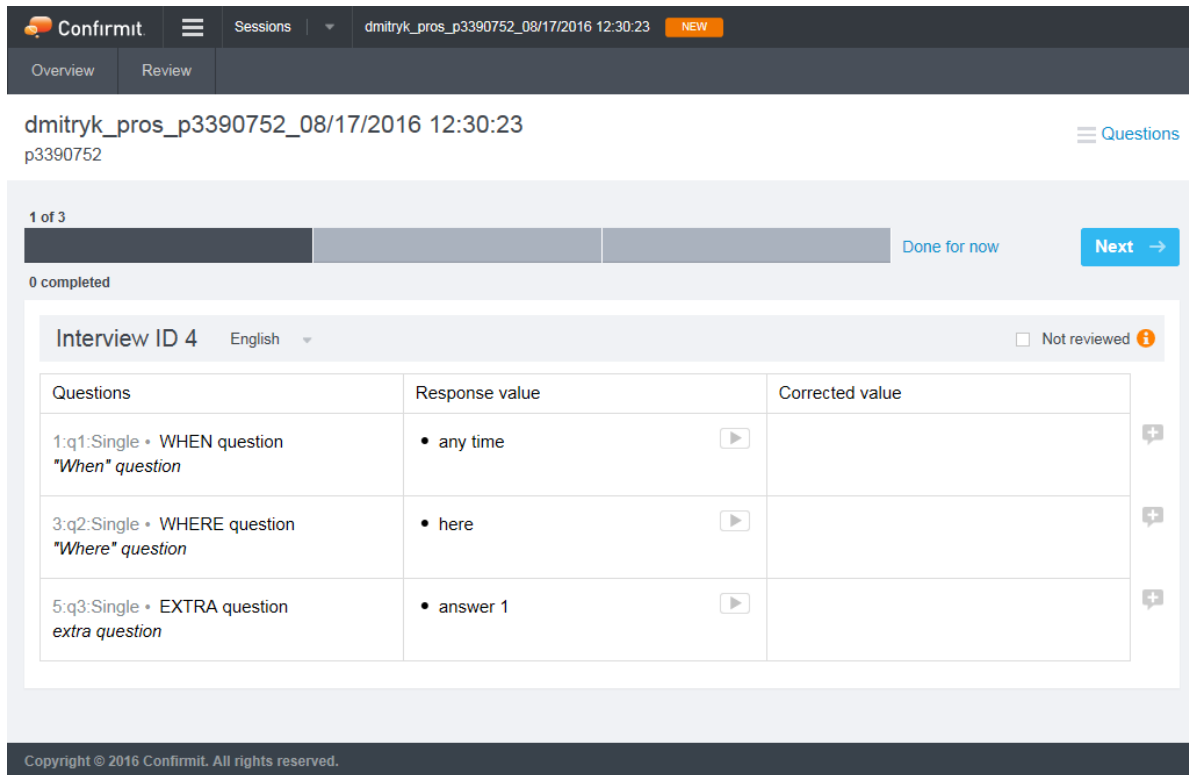 Confirmit.
Sessions
dmitryk_pros_p3390752_08/17/2016 12:30:23
NEW
Overview
Review
dmitryk_pros_p3390752_08/17/2016 12:30:23
p3390752
Questions
1 of 3
Done for now
Next →
0 completed
Interview ID 4
English
Not reviewed
Questions
Response value
Corrected value
1:q1:Single • WHEN question
"When" question
• any time
3:q2:Single • WHERE question
"Where" question
• here
5:q3:Single • EXTRA question
extra question
• answer 1
Copyright © 2016 Confirmit. All rights reserved.